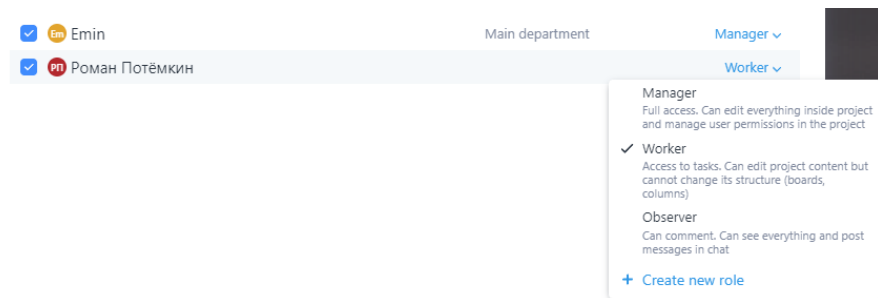 Em Emin Main department Manager
РП Роман Потёмкин Worker
Manager
Full access. Can edit everything inside project
and manage user permissions in the project
Worker
Access to tasks. Can edit project content but
cannot change its structure (boards,
columns)
Observer
Can comment. Can see everything and post
messages in chat
+ Create new role